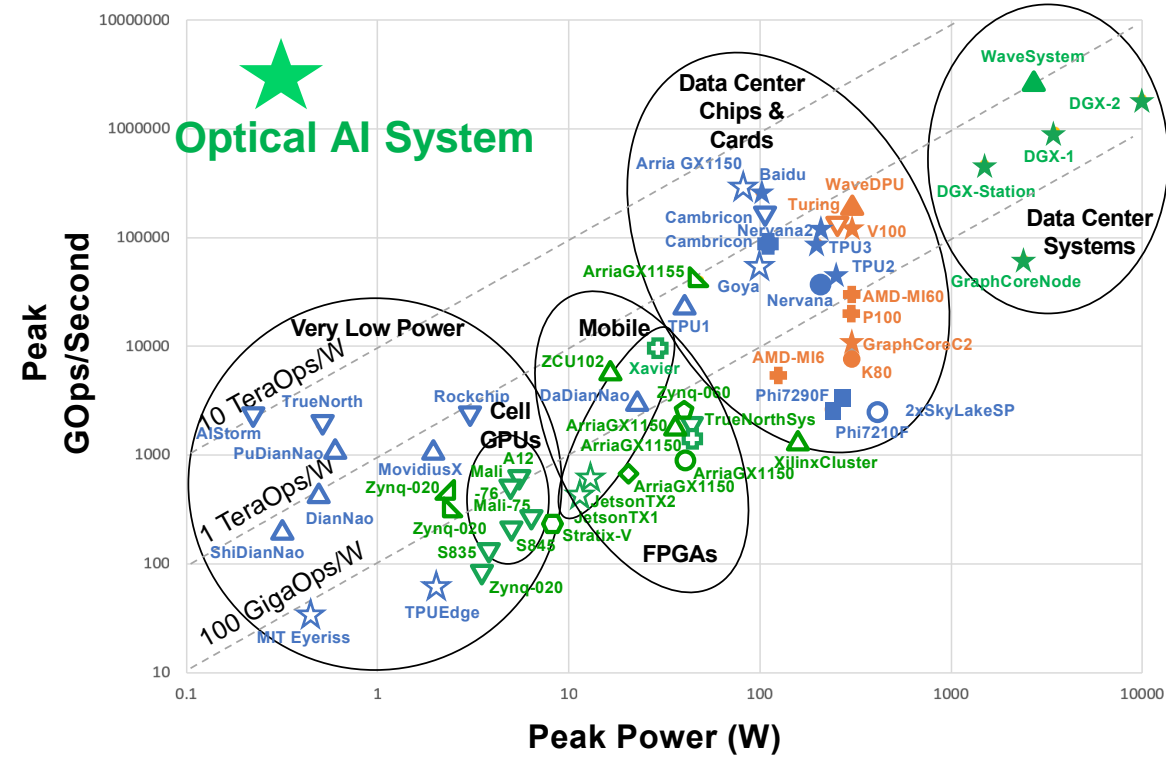 10000000
WaveSystem
Data Center
Chips &
Cards
DGX-2
1000000
Optical AI System
DGX-1
Arria GX1150
Baidu
WaveDPU
DGX-Station
Turing
Cambricon
Data Center
Systems
100000
Nervana2
V100
Cambricon
TPU3
ArriaGX1155
TPU2
GraphCoreNode
Goya
Nervana
AMD-MI60
Very Low Power
Mobile
TPU1
P100
10000
10 TeraOps/W
ZCU102
Xavier
AMD-MI6
GraphCoreC2
K80
TrueNorth
Rockchip
DaDianNao
Zynq-060
Phi7290F
2xSkyLakeSP
AIStorm
Cell
GPUs
ArriaGX1150
TrueNorthSys
Phi7210F
PuDianNao
ArriaGX1150
1000
MovidiusX
A12
Mali
-76
ArriaGX1150
XilinxCluster
1 TeraOps/W
Zynq-020
Mali-75
ArriaGX1150
JetsonTX2
DianNao
JetsonTX1
Zynq-020
Stratix-V
ShiDianNao
S835
S845
FPGAs
100
100 GigaOps/W
Zynq-020
TPUEdge
MIT Eyeriss
10
0.1
1
10
100
1000
10000
Peak Power (W)
Peak
GOps/Second